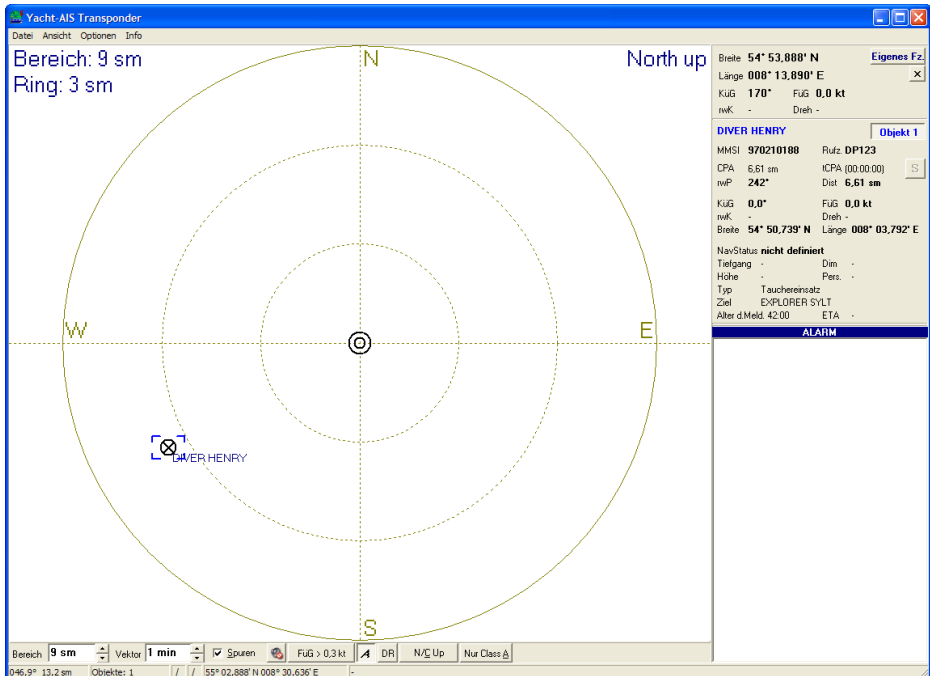 Yacht-AIS Transponder
Datei Ansicht Optionen Info
Bereich: 9 sm
Ring: 3 sm
North up
N
W
E
S
DIVER HENRY
Breite 54° 53,888' N Eigenes Fz.
Länge 008° 13,890' E
KüG 170° FüG 0,0 kt
rwK - Dreh -
DIVER HENRY Objekt 1
MMSI 970210188 Rufz. DP123
CPA 6,61 sm tCPA (00:00:00) S
rwP 242° Dist 6,61 sm
KüG 0,0° FüG 0,0 kt
rwK - Dreh -
Breite 54° 50,739' N Länge 008° 03,792' E
NavStatus nicht definiert
Tiefgang - Dim -
Höhe - Pers. -
Typ Tauchereinsatz
Ziel EXPLORER SYLT
Alter d.Meld. 42:00 ETA -
ALARM
Bereich 9 sm Vektor 1 min Spuren FüG > 0,3 kt A DR N/C Up Nur Class A
046,9° 13,2 sm Objekte: 1 / / 55° 02,888' N 008° 30,636' E -